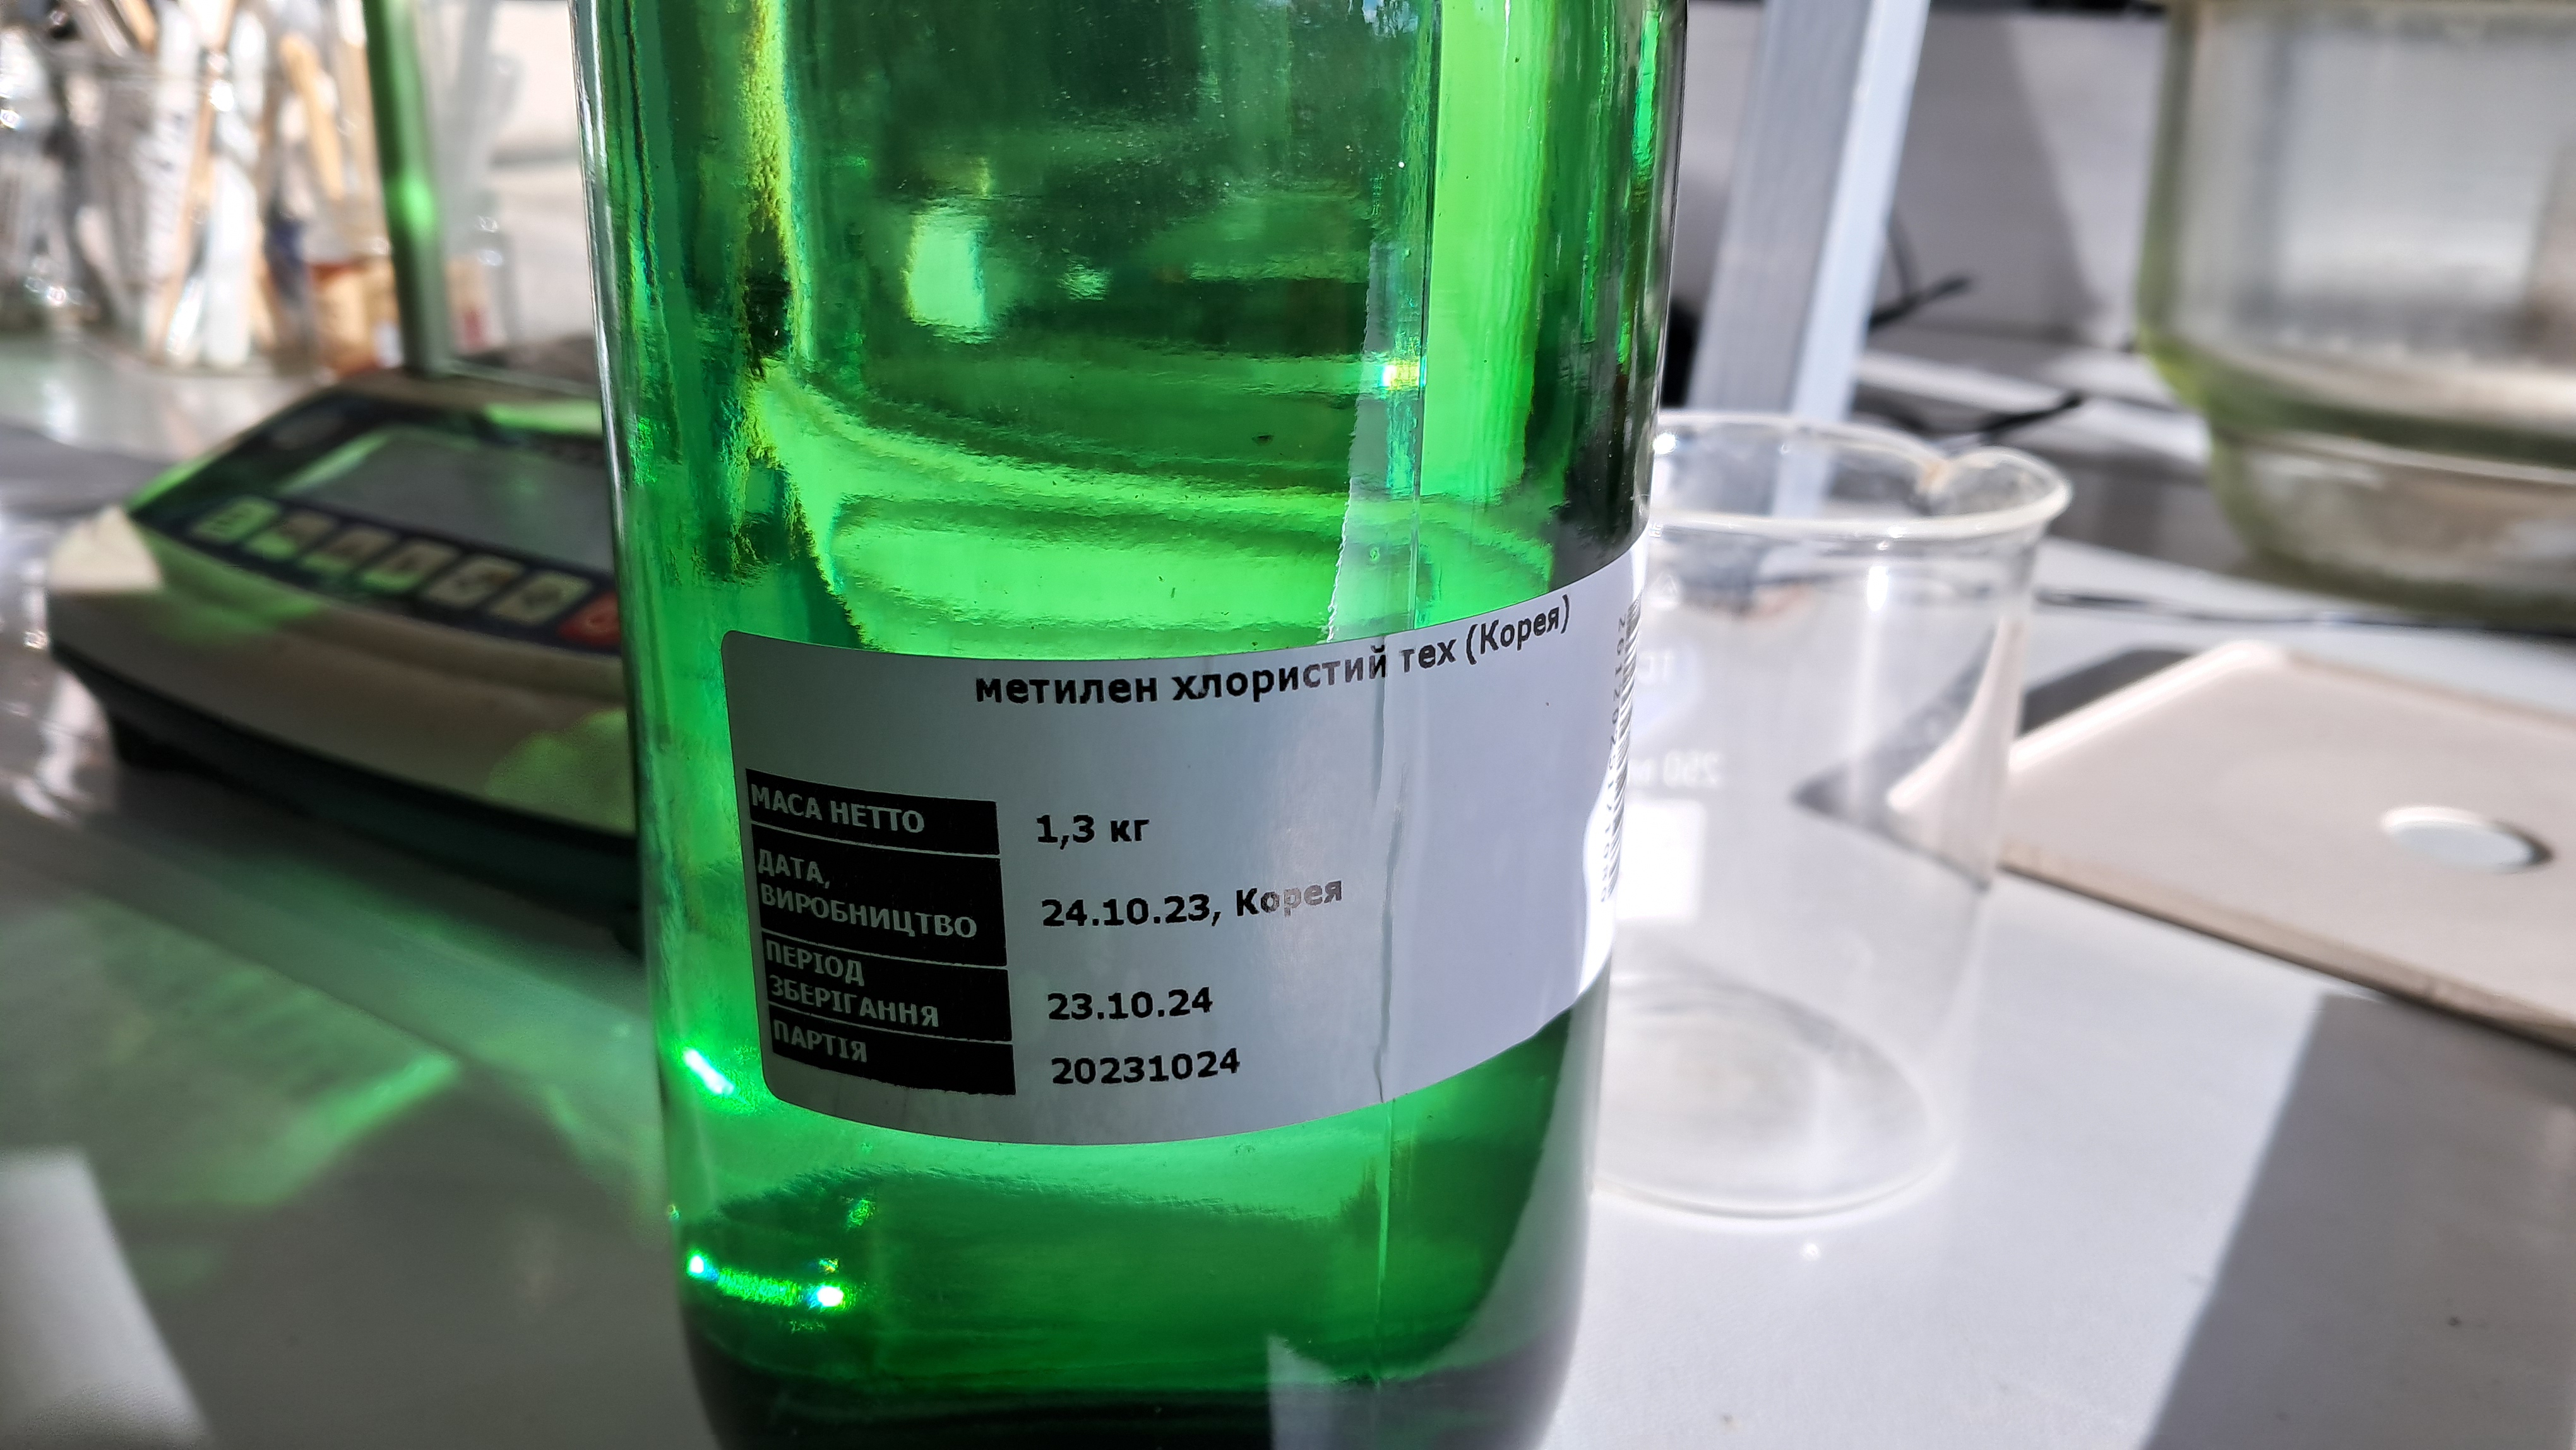 метилен хлористий тех (Корея)
МАСА НЕТТО
1,3 кг
ДАТА,
ВИРОБНИЦТВО
24.10.23, Корея
ПЕРІОД
ЗБЕРІГАННЯ
23.10.24
ПАРТІЯ
20231024
250